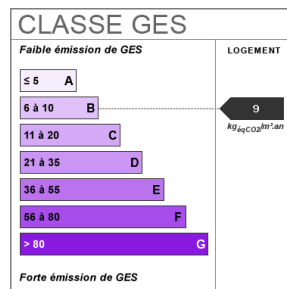 CLASSE GES
Faible émission de GES
LOGEMENT
≤ 5 A
6 à 10 B
9
kgéqCO2/m².an
11 à 20 C
21 à 35 D
36 à 55 E
56 à 80 F
> 80 G
Forte émission de GES